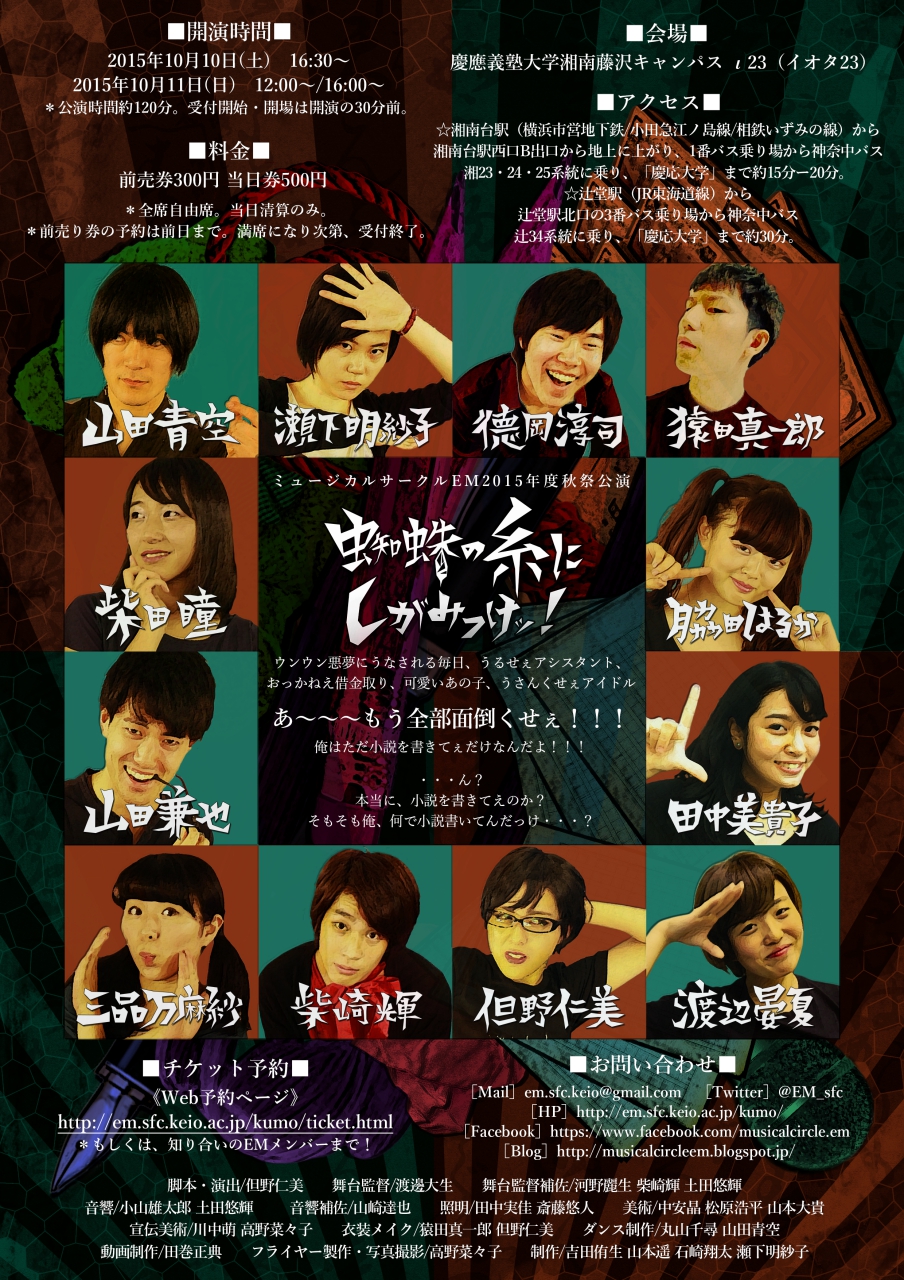 ■開演時間■
2015年10月10日(土)　16:30〜
2015年10月11日(日)　12:00〜/16:00〜
＊公演時間約120分。受付開始・開場は開演の30分前。
■料金■
前売券300円 当日券500円
＊全席自由席。当日清算のみ。
＊前売り券の予約は前日まで。満席になり次第、受付終了。
■会場■
慶應義塾大学湘南藤沢キャンパス ι 23（イオタ23）
■アクセス■
☆湘南台駅（横浜市営地下鉄/小田急江ノ島線/相鉄いずみの線）から
湘南台駅西口B出口から地上に上がり、1番バス乗り場から神奈中バス
湘23・24・25系統に乗り、「慶応大学」まで約15分ー20分。
☆辻堂駅（JR東海道線）から
辻堂駅北口の3番バス乗り場から神奈中バス
辻34系統に乗り、「慶応大学」まで約30分。
山田青空
瀬下明紗子
德岡淳司
猿田真一郎
柴田瞳
ミュージカルサークルEM2015年度秋祭公演
蜘蛛の糸に
しがみつけッ！
脇田はるか
ウンウン悪夢にうなされる毎日、うるせぇアシスタント、
おっかねえ借金取り、可愛いあの子、うさんくせぇアイドル
あ〜〜〜もう全部面倒くせぇ！！！
俺はただ小説を書きてぇだけなんだよ！！！
・・・ん？
本当に、小説を書きてえのか？
そもそも俺、何で小説書いてんだっけ・・・？
山田兼也
田中美貴子
三品万麻紗
柴崎輝
但野仁美
渡辺晏夏
■チケット予約■
《Web予約ページ》
http://em.sfc.keio.ac.jp/kumo/ticket.html
＊もしくは、知り合いのEMメンバーまで！
■お問い合わせ■
［Mail］em.sfc.keio@gmail.com　［Twitter］@EM_sfc
［HP］http://em.sfc.keio.ac.jp/kumo/
［Facebook］https://www.facebook.com/musicalcircle.em
［Blog］http://musicalcircleem.blogspot.jp/
脚本・演出/但野仁美　舞台監督/渡邊大生　舞台監督補佐/河野麗生 柴崎輝 土田悠輝
音響/小山雄太郎 土田悠輝　音響補佐/山崎達也　照明/田中実佳 斎藤悠人　美術/中安晶 松原浩平 山本大貴
宣伝美術/川中萌 高野菜々子　衣装メイク/猿田真一郎 但野仁美　ダンス制作/丸山千尋 山田青空
動画制作/田巻正典　フライヤー製作・写真撮影/高野菜々子　制作/吉田侑生 山本遥 石崎翔太 瀬下明紗子